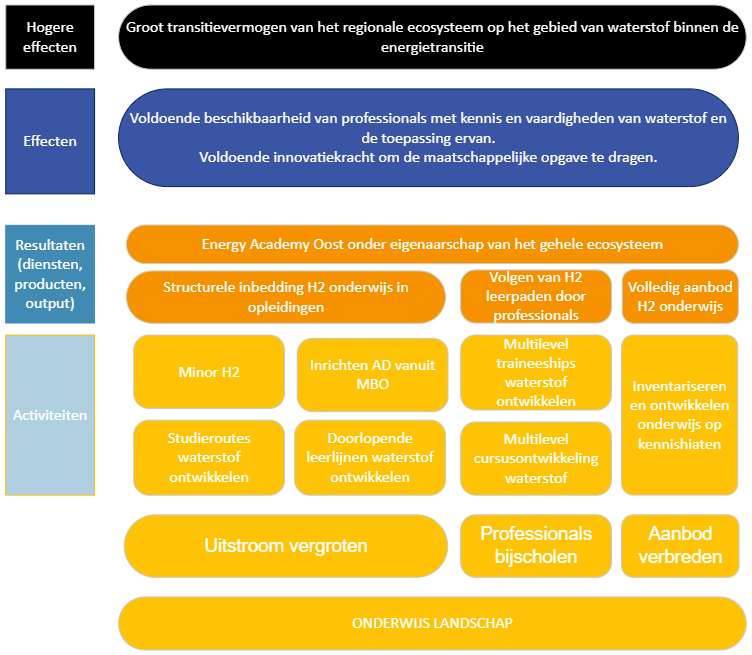 Hogere
effecten
Groot transitievermogen van het regionale ecosysteem op het gebied van waterstof binnen de
energietransitie
Effecten
Voldoende beschikbaarheid van professionals met kennis en vaardigheden van waterstof en
de toepassing ervan.
Voldoende innovatiekracht om de maatschappelijke opgave te dragen.
Resultaten
(diensten,
producten,
output)
Energy Academy Oost onder eigenaarschap van het gehele ecosysteem
Structurele inbedding H2 onderwijs in
opleidingen
Volgen van H2
leerpaden door
professionals
Volledig aanbod
H2 onderwijs
Activiteiten
Minor H2
Inrichten AD vanuit
MBO
Multilevel
traineeships
waterstof
ontwikkelen
Inventariseren
en ontwikkelen
onderwijs op
kennishiaten
Studieroutes
waterstof
ontwikkelen
Doorlopende
leerlijnen waterstof
ontwikkelen
Multilevel
cursusontwikkeling
waterstof
Uitstroom vergroten
Professionals
bijscholen
Aanbod
verbreden
ONDERWIJS LANDSCHAP